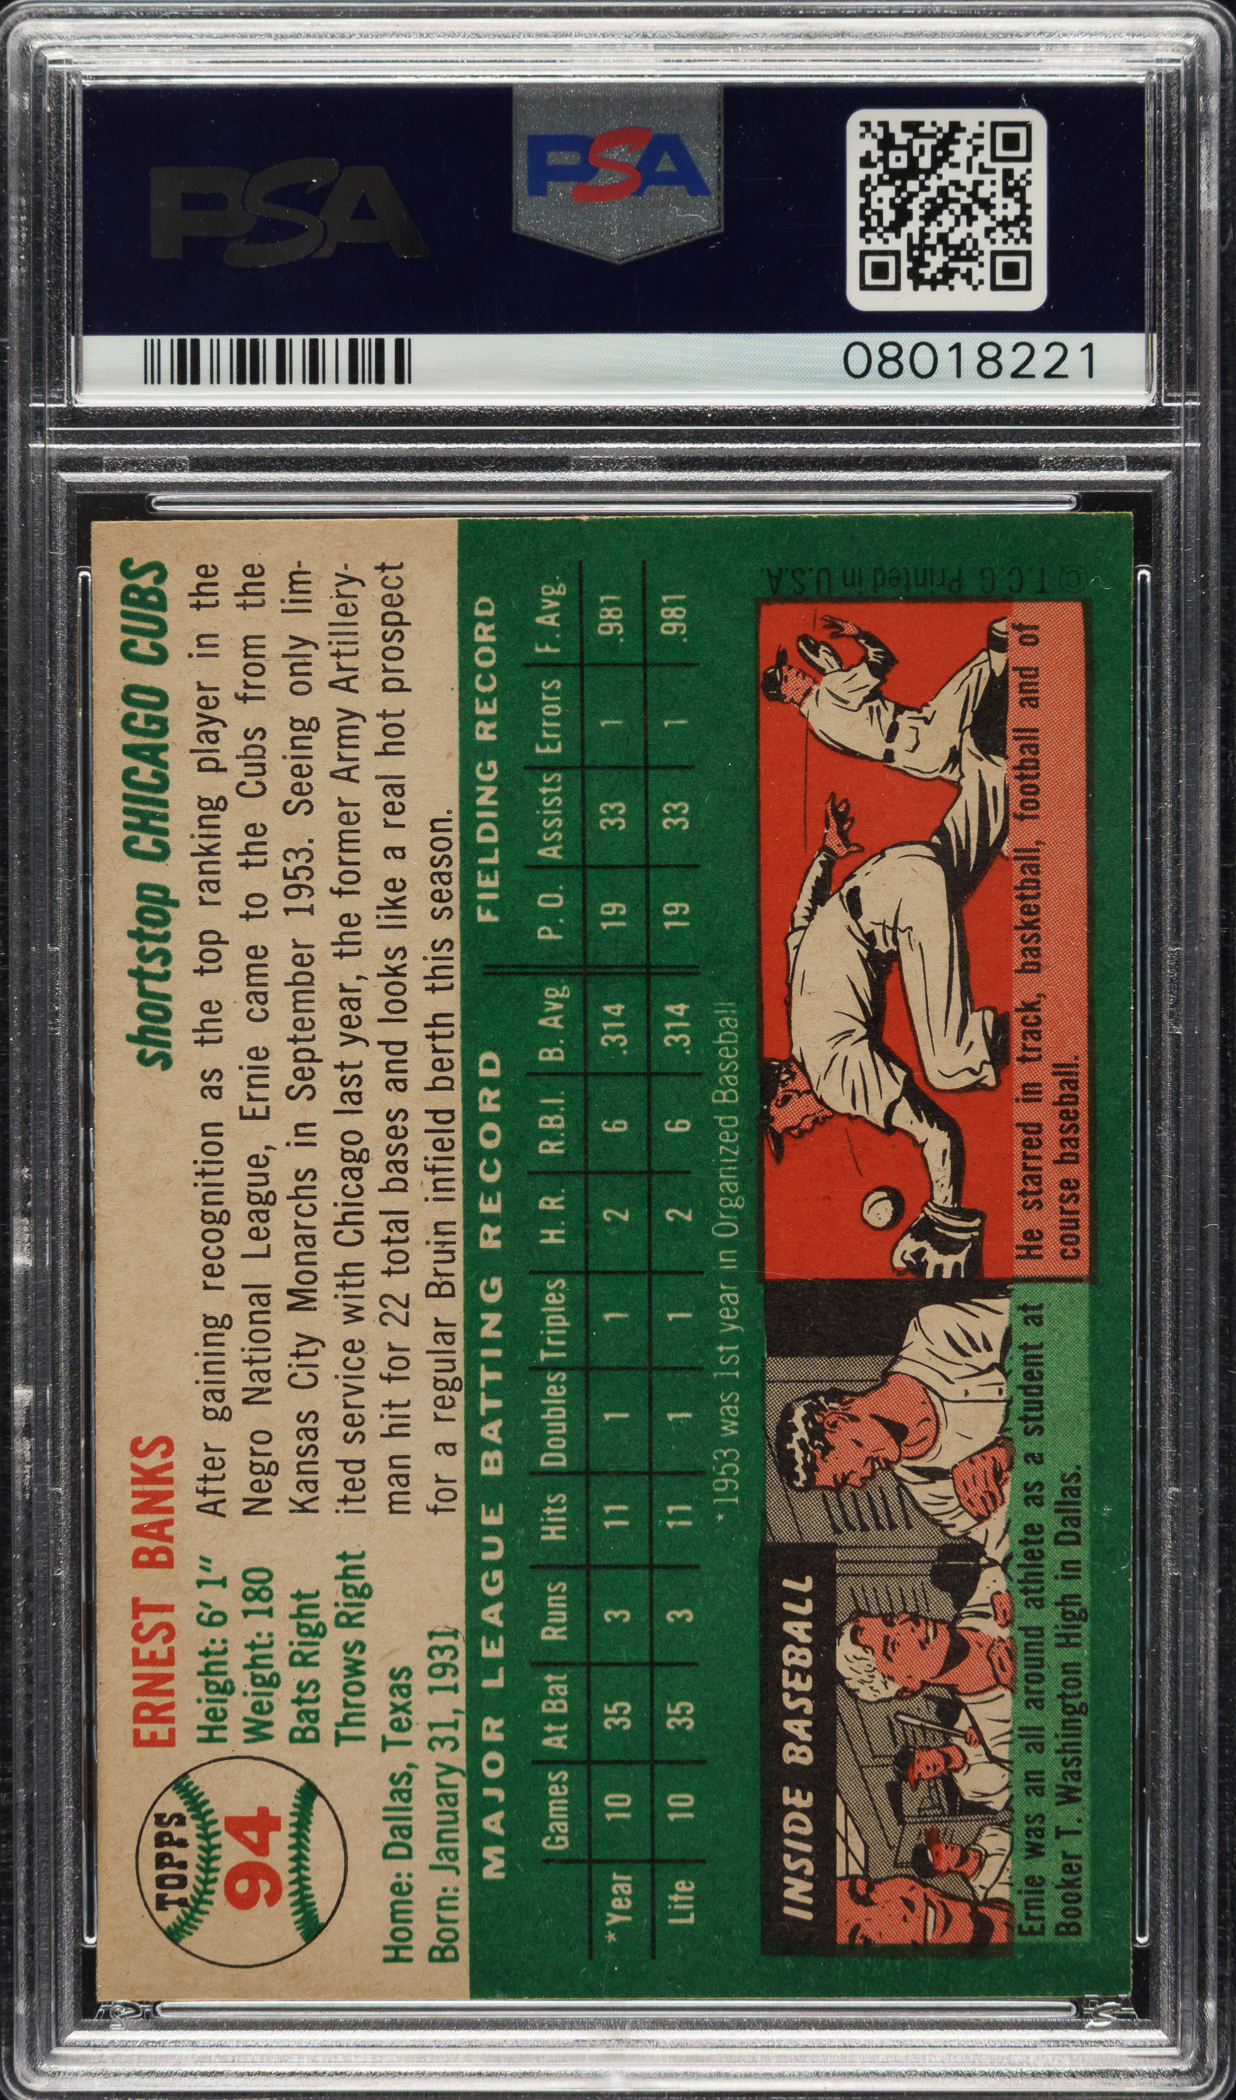 PSA
PSA
08018221
TOPPS
94
ERNEST BANKS
shortstop CHICAGO CUBS
Height: 6' 1"
Weight: 180
Bats Right
Throws Right
Home: Dallas, Texas
Born: January 31, 1931
After gaining recognition as the top ranking player in the
Negro National League, Ernie came to the Cubs from the
Kansas City Monarchs in September 1953. Seeing only lim-
ited service with Chicago last year, the former Army Artillery-
man hit for 22 total bases and looks like a real hot prospect
for a regular Bruin infield berth this season.
MAJOR LEAGUE BATTING RECORD FIELDING RECORD
Games At Bat Runs Hits Doubles Triples H. R. R.B.I. B. Avg P. O. Assists Errors F. Avg.
* Year 10 35 3 11 1 1 2 6 .314 19 33 1 .981
Life 10 35 3 11 1 1 2 6 .314 19 33 1 .981
*1953 was 1st year in Organized Baseball
INSIDE BASEBALL
Ernie was an all around athlete as a student at
Booker T. Washington High in Dallas.
He starred in track, basketball, football and of
course baseball.
© T.C.G. Printed in U.S.A.